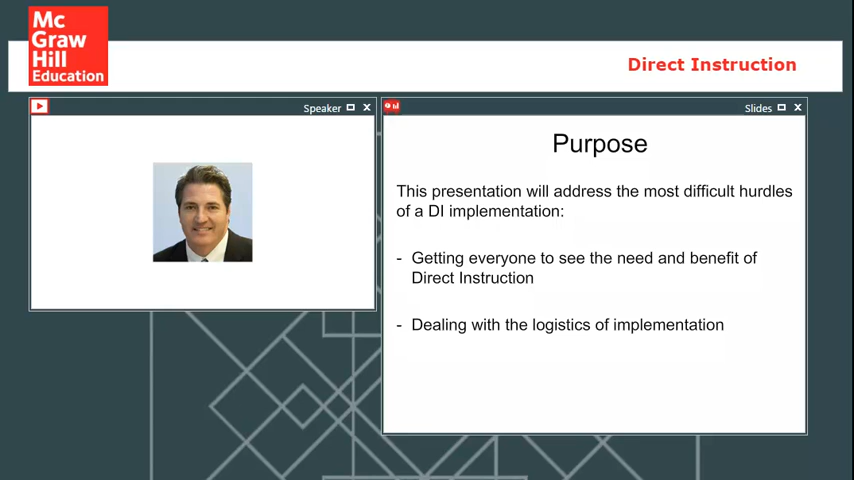 Mc
Graw
Hill
Education
Direct Instruction
Speaker
Slides
Purpose
This presentation will address the most difficult hurdles
of a DI implementation:
- Getting everyone to see the need and benefit of
Direct Instruction
- Dealing with the logistics of implementation